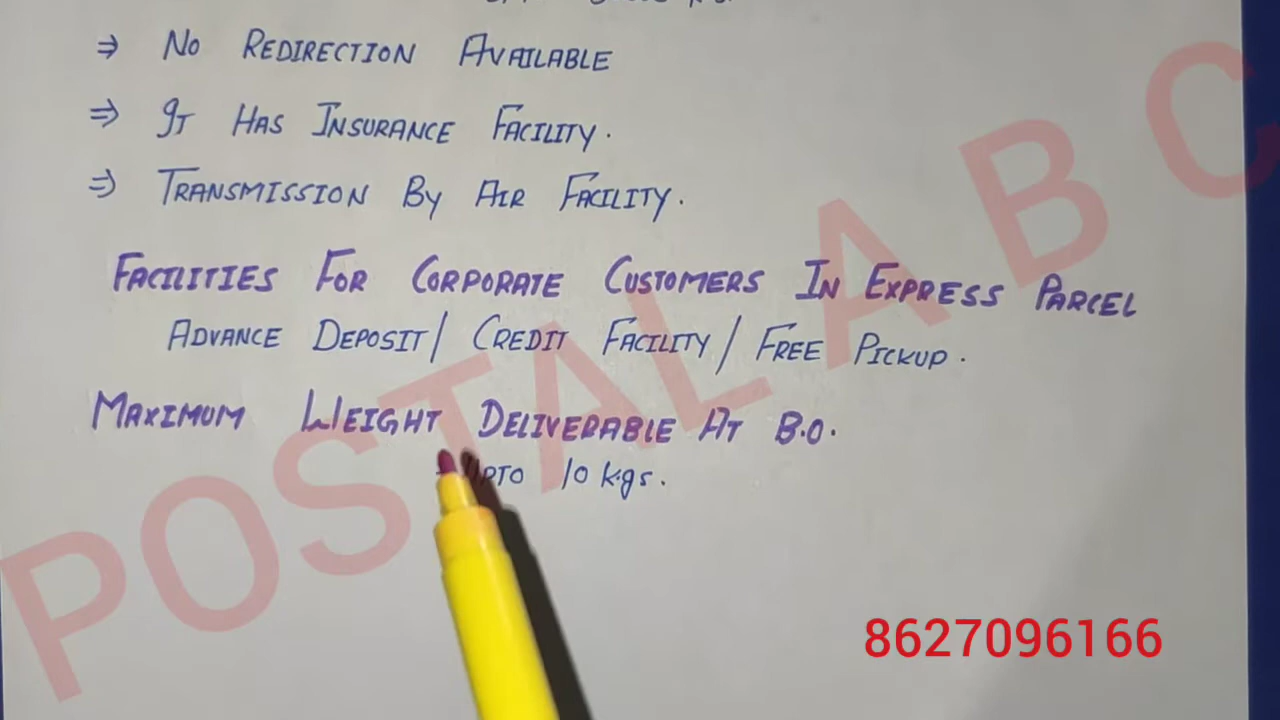 ⇒ No REDIRECTION AVAILABLE
⇒ IT HAS INSURANCE FACILITY.
⇒ TRANSMISSION By AIR FACILITY.
FACILITIES FOR CORPORATE CUSTOMERS IN EXPRESS PARCEL
ADVANCE DEPOSIT/ CREDIT FACILITY/ FREE PICKUP.
MAXIMUM WEIGHT DELIVERABLE AT B.O.
UPTO 10 kgs.
POSTAL A B C
8627096166